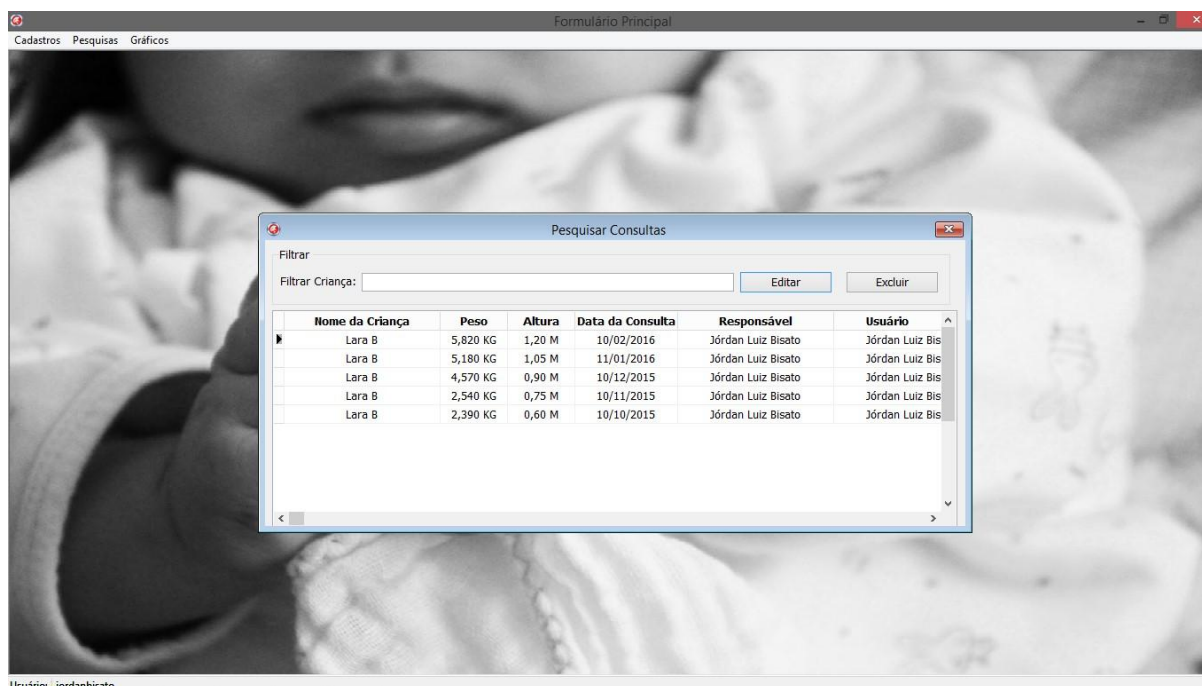 Formulário Principal
Cadastros Pesquisas Gráficos
Pesquisar Consultas
Filtrar
Filtrar Criança: Editar Excluir
Nome da Criança Peso Altura Data da Consulta Responsável Usuário
Lara B 5,820 KG 1,20 M 10/02/2016 Jórdan Luiz Bisato Jórdan Luiz Bis
Lara B 5,180 KG 1,05 M 11/01/2016 Jórdan Luiz Bisato Jórdan Luiz Bis
Lara B 4,570 KG 0,90 M 10/12/2015 Jórdan Luiz Bisato Jórdan Luiz Bis
Lara B 2,540 KG 0,75 M 10/11/2015 Jórdan Luiz Bisato Jórdan Luiz Bis
Lara B 2,390 KG 0,60 M 10/10/2015 Jórdan Luiz Bisato Jórdan Luiz Bis
Usuário: jordanbisato